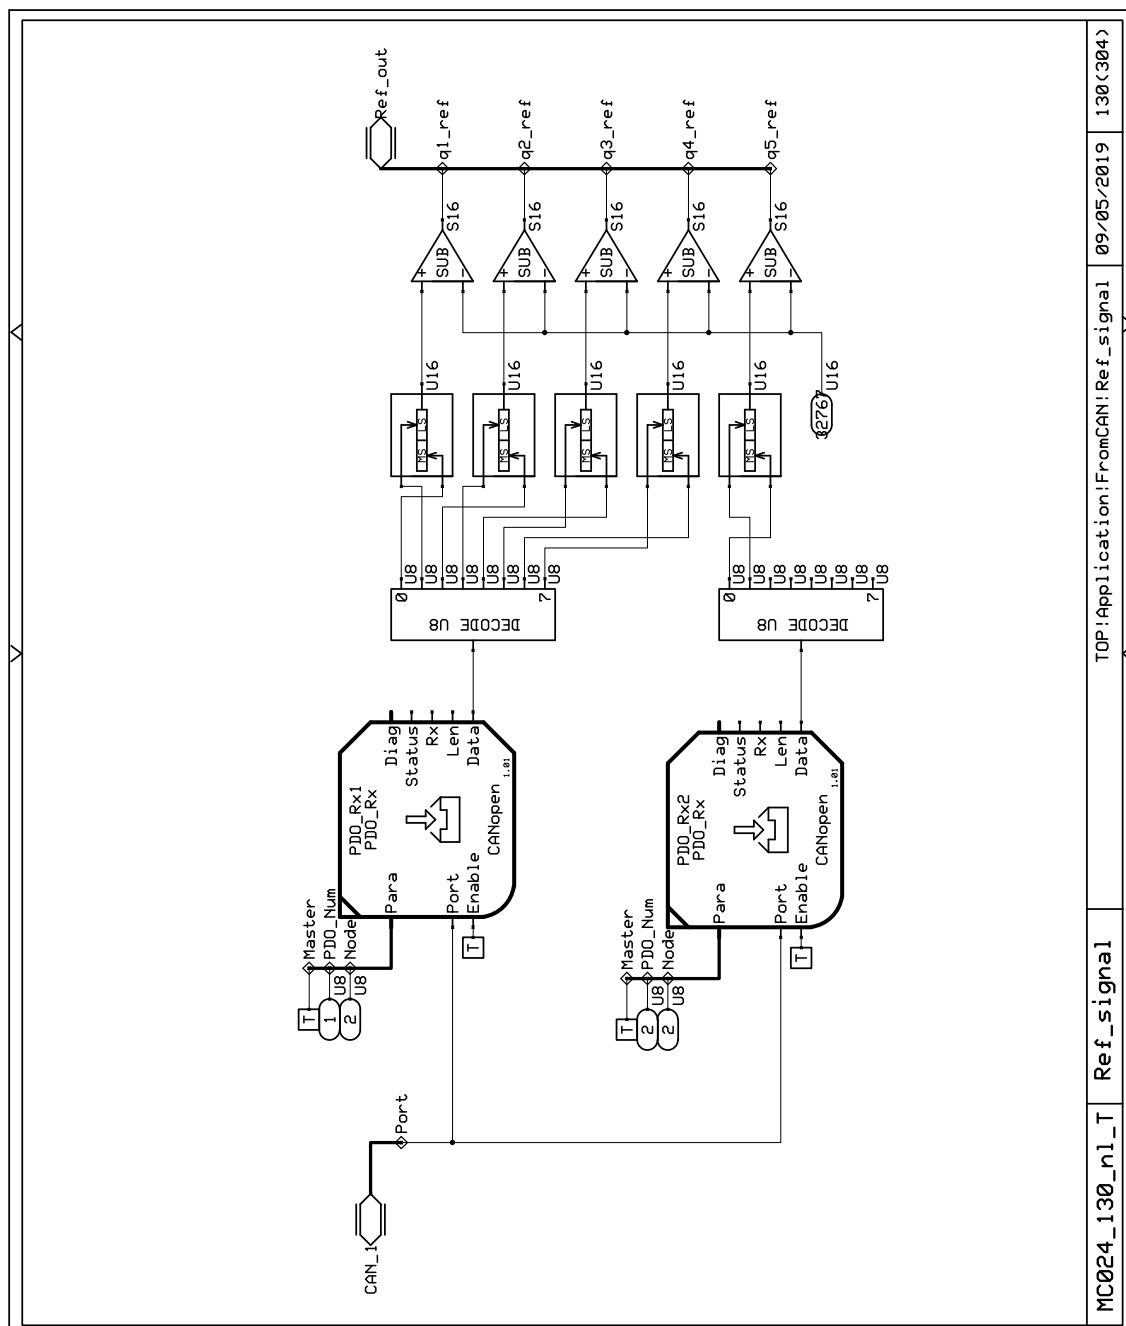 CAN_1
Port
T
1
2
U8
U8
Master
PDO_Num
Node
T
PDO_Rx1
PDO_Rx
Para
Port
Enable
CANopen
1.01
Diag
Status
Rx
Len
Data
DECODE U8
0
7
U8
U8
U8
U8
U8
U8
U8
U8
MS LS
U16
MS LS
U16
MS LS
MS LS
+
SUB
-
S16
+
SUB
-
S16
+
SUB
-
S16
+
SUB
-
S16
Ref_out
q1_ref
q2_ref
q3_ref
q4_ref
q5_ref
T
2
2
U8
U8
Master
PDO_Num
Node
T
PDO_Rx2
PDO_Rx
Para
Port
Enable
CANopen
1.01
Diag
Status
Rx
Len
Data
DECODE U8
0
7
U8
U8
U8
U8
U8
U8
U8
U8
MS LS
U16
+
SUB
-
S16
32767
U16
MC024_130_nl_T
Ref_signal
TOP!Application!FromCAN!Ref_signal
09/05/2019
130(304)